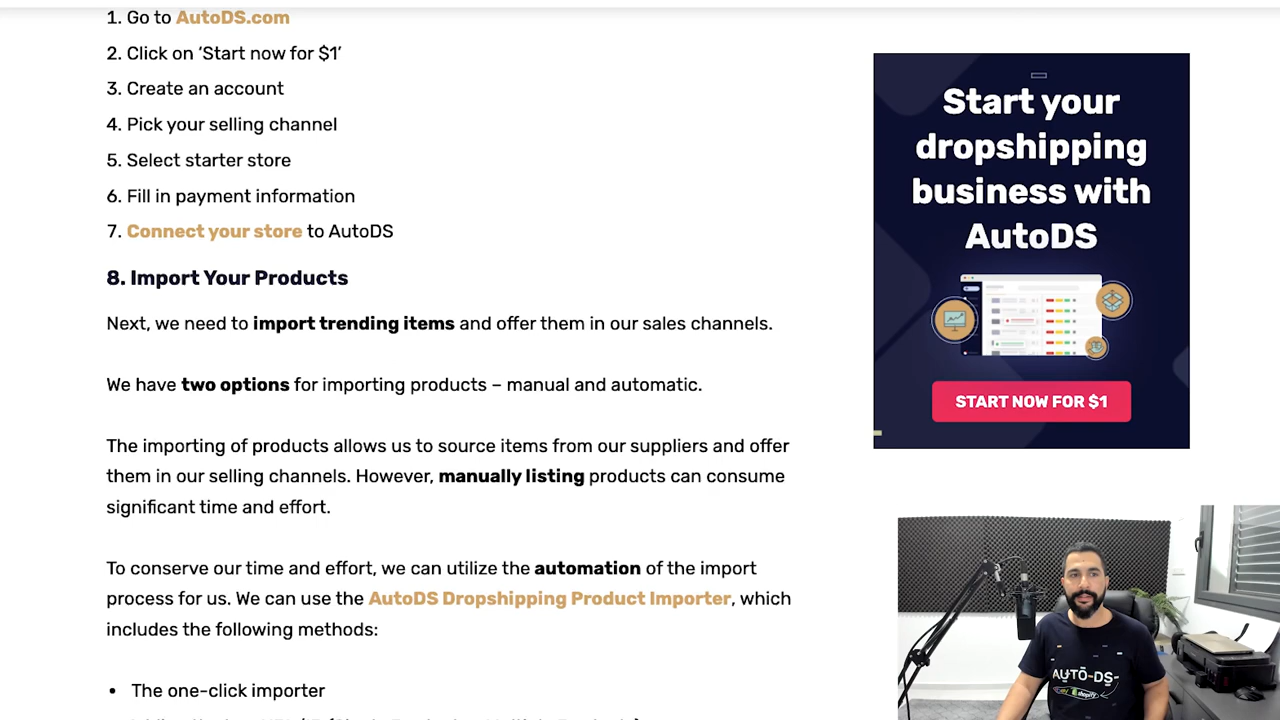 1. Go to AutoDS.com
2. Click on ‘Start now for $1’
3. Create an account
4. Pick your selling channel
5. Select starter store
6. Fill in payment information
7. Connect your store to AutoDS
8. Import Your Products
Next, we need to import trending items and offer them in our sales channels.
We have two options for importing products – manual and automatic.
The importing of products allows us to source items from our suppliers and offer
them in our selling channels. However, manually listing products can consume
significant time and effort.
To conserve our time and effort, we can utilize the automation of the import
process for us. We can use the AutoDS Dropshipping Product Importer, which
includes the following methods:
• The one-click importer
Start your
dropshipping
business with
AutoDS
START NOW FOR $1
AUTO-DS
shopify